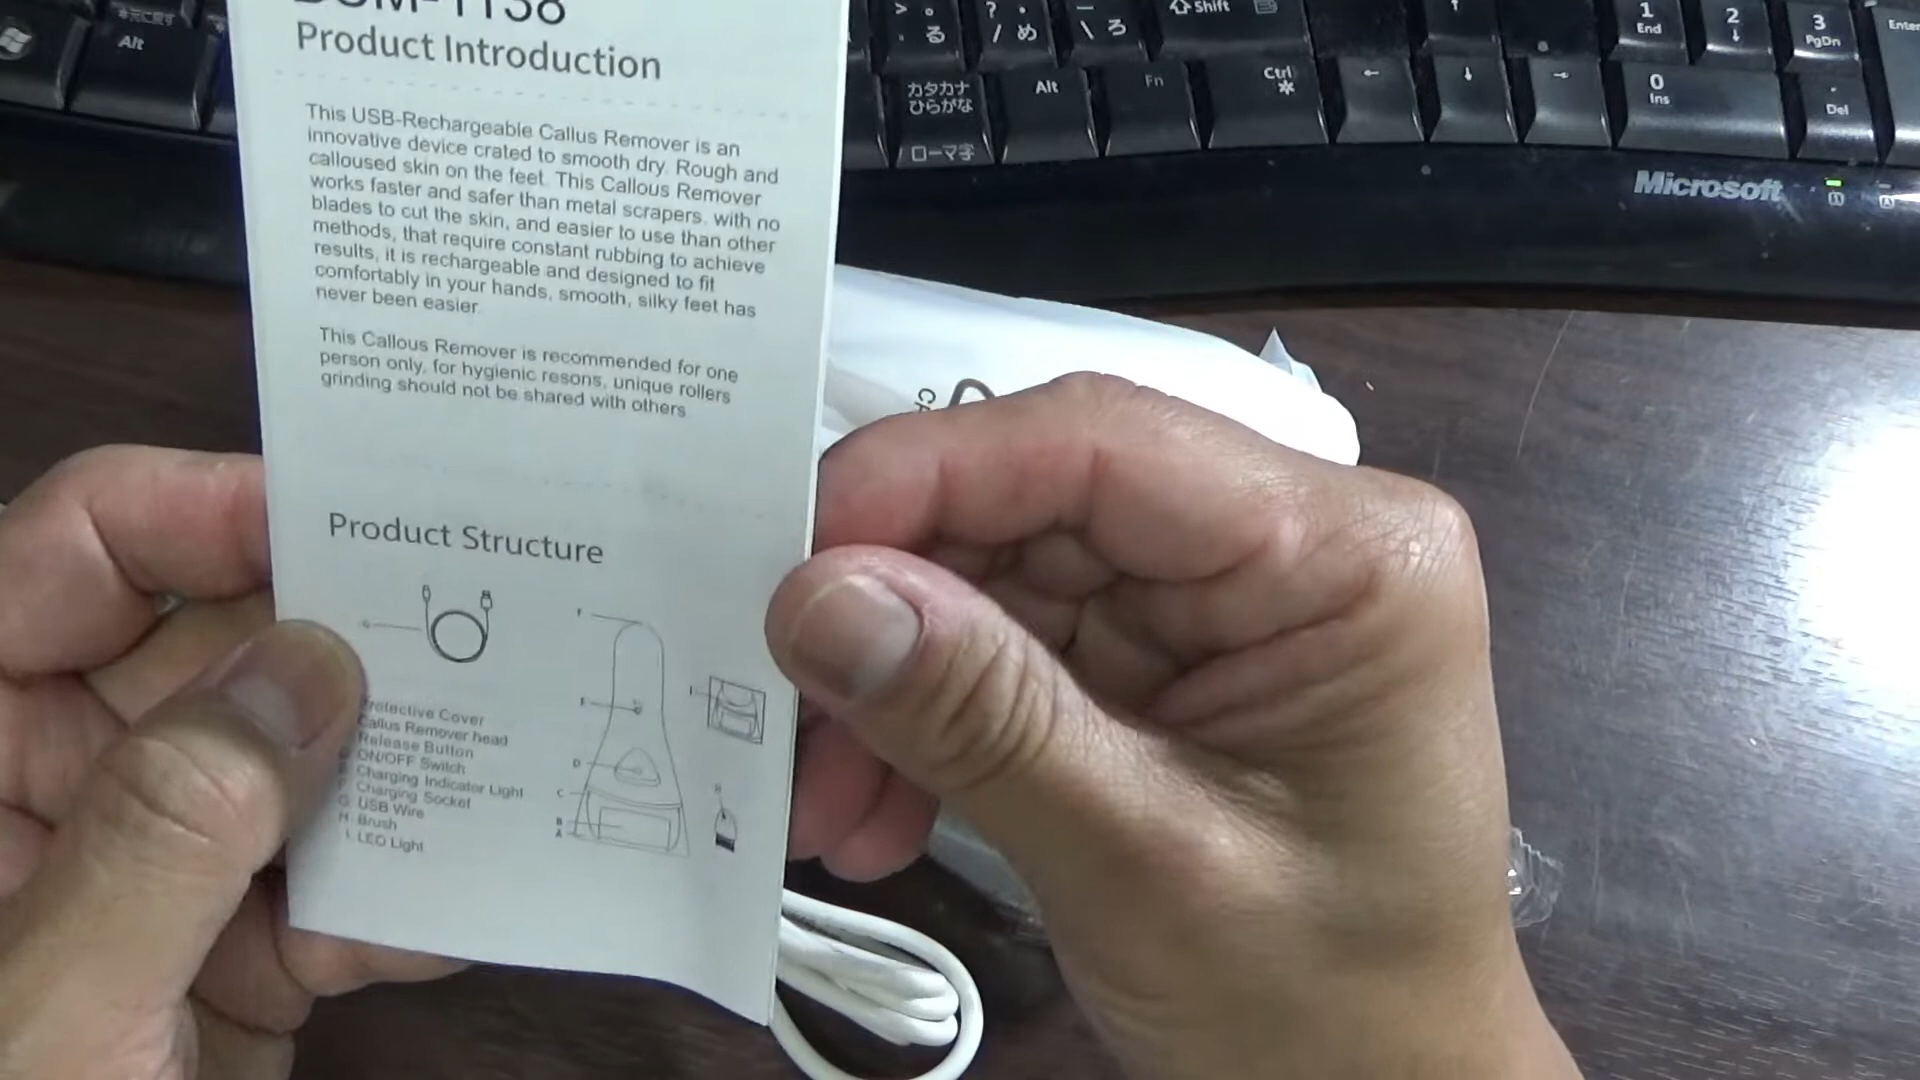 Product Introduction
This USB-Rechargeable Callus Remover is an
innovative device crated to smooth dry. Rough and
calloused skin on the feet. This Callous Remover
works faster and safer than metal scrapers. with no
blades to cut the skin, and easier to use than other
methods, that require constant rubbing to achieve
results, it is rechargeable and designed to fit
comfortably in your hands, smooth, silky feet has
never been easier
This Callous Remover is recommended for one
person only, for hygienic resons, unique rollers
grinding should not be shared with others
Product Structure
G
F
E
D
C
B
A
I
H
Protective Cover
Callus Remover head
Release Button
ON/OFF Switch
Charging Indicator Light
F. Charging Socket
G. USB Wire
H. Brush
I. LED Light
Alt
> 。
. る
? ・
/ め
\ ろ
Shift
カタカナ
ひらがな
ローマ字
Alt
Fn
Ctrl
1
End
2
3
PgDn
Enter
0
Ins
.
Del
Microsoft